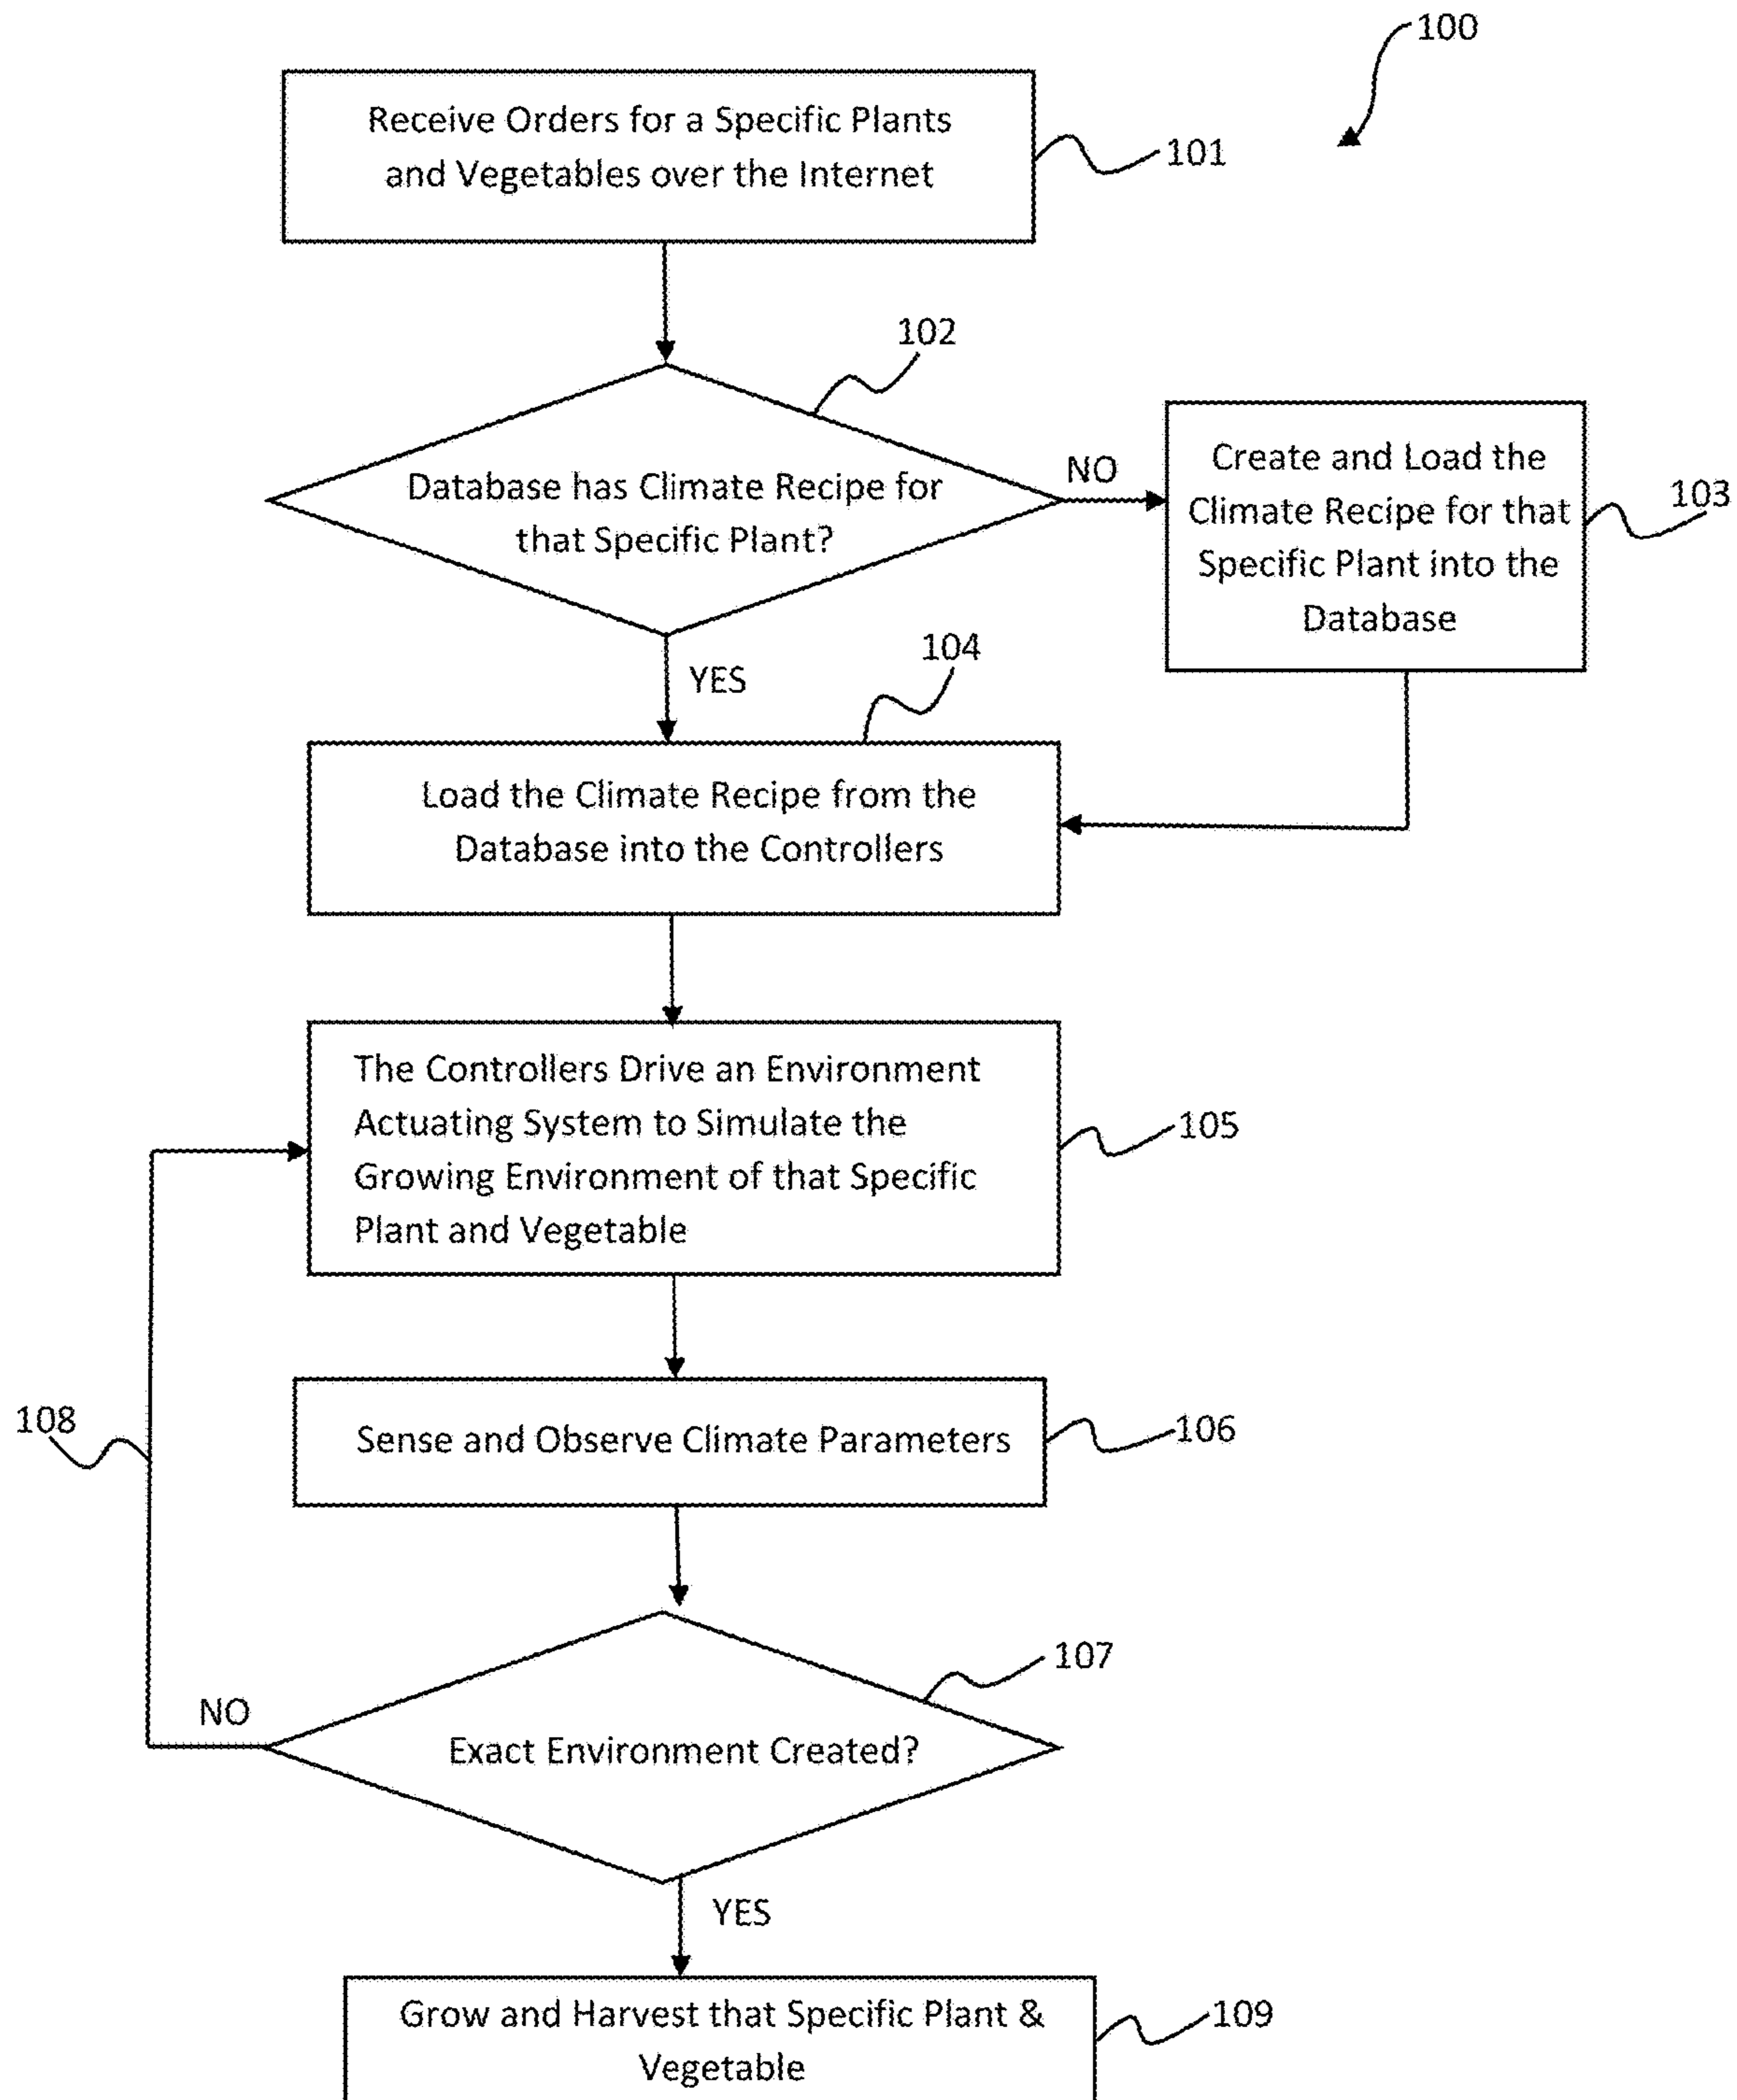 100
Receive Orders for a Specific Plants
and Vegetables over the Internet
101
102
Database has Climate Recipe for
that Specific Plant?
NO
Create and Load the
Climate Recipe for that
Specific Plant into the
Database
103
YES
104
Load the Climate Recipe from the
Database into the Controllers
The Controllers Drive an Environment
Actuating System to Simulate the
Growing Environment of that Specific
Plant and Vegetable
105
108
Sense and Observe Climate Parameters
106
107
NO
Exact Environment Created?
YES
Grow and Harvest that Specific Plant &
Vegetable
109